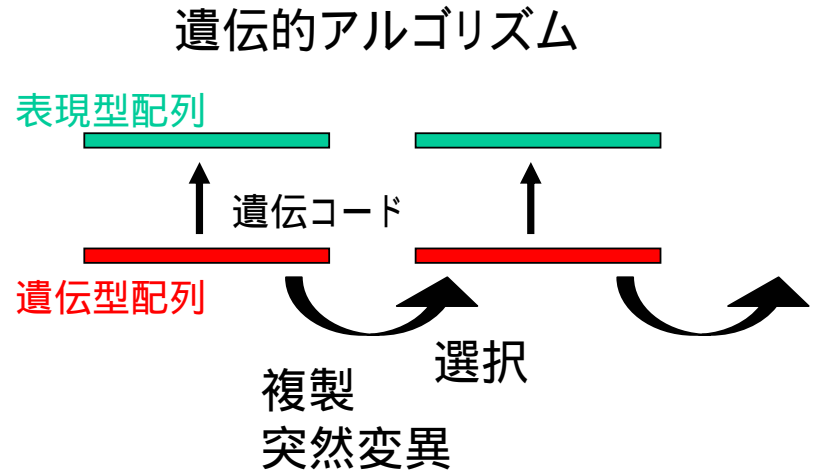 遺伝的アルゴリズム
表現型配列
遺伝コード
遺伝型配列
選択
複製
突然変異